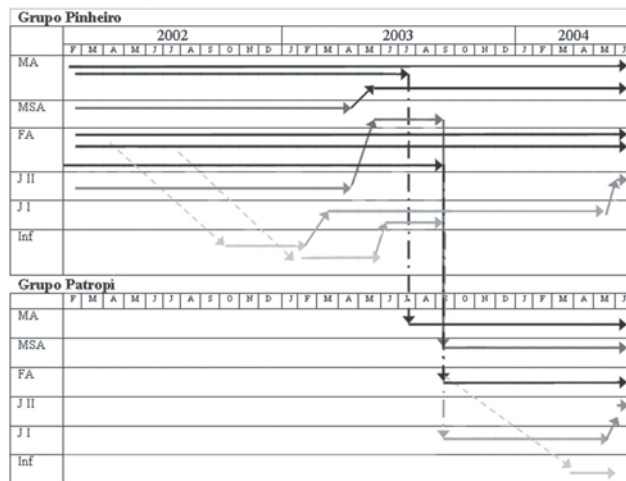 Grupo Pinheiro
2002 2003 2004
F M A M J J A S O N D J F M A M J J A S O N D J F M A M J
MA
MSA
FA
J II
J I
Inf
Grupo Patropi
F M A M J J A S O N D J F M A M J J A S O N D J F M A M J
MA
MSA
FA
J II
J I
Inf